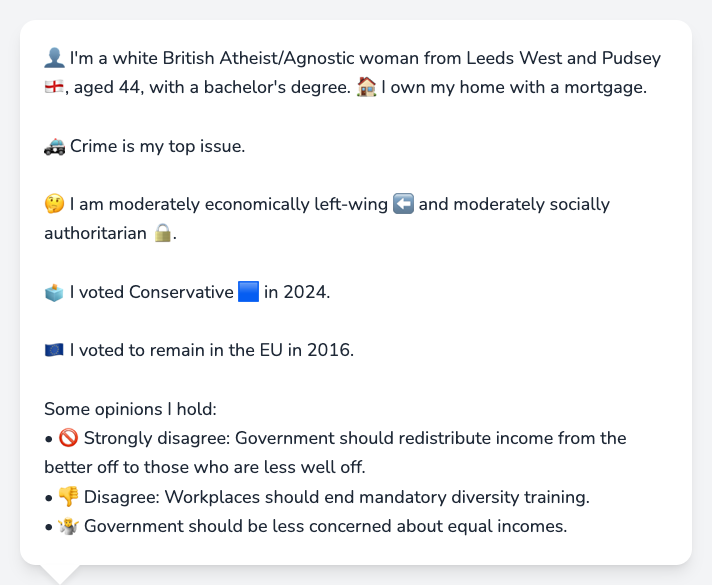 👤 I'm a white British Atheist/Agnostic woman from Leeds West and Pudsey
🏴󠁧󠁢󠁥󠁮󠁧󠁿, aged 44, with a bachelor's degree. 🏠 I own my home with a mortgage.
🚓 Crime is my top issue.
🤔 I am moderately economically left-wing ⬅️ and moderately socially
authoritarian 🔒.
🗳️ I voted Conservative 🟦 in 2024.
🇪🇺 I voted to remain in the EU in 2016.
Some opinions I hold:
• 🚫 Strongly disagree: Government should redistribute income from the
better off to those who are less well off.
• 👎 Disagree: Workplaces should end mandatory diversity training.
• 🤷 Government should be less concerned about equal incomes.